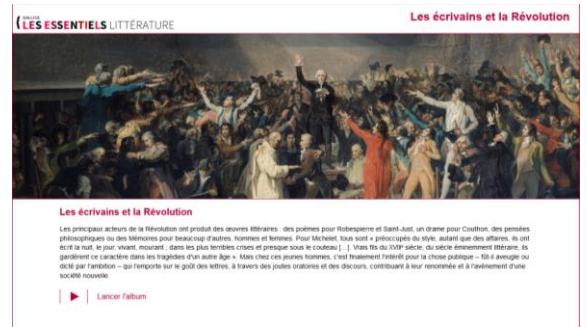 GALLICA
LES ESSENTIELS LITTÉRATURE
Les écrivains et la Révolution
Les écrivains et la Révolution
Les principaux acteurs de la Révolution ont produit des œuvres littéraires : des poèmes pour Robespierre et Saint-Just, un drame pour Couthon, des pensées
philosophiques ou des Mémoires pour beaucoup d'autres, hommes et femmes. Pour Michelet, tous sont « préoccupés du style, autant que des affaires, ils ont
écrit la nuit, le jour, vivant, mourant ; dans les plus terribles crises et presque sous le couteau [...]. Vrais fils du XVIIIe siècle, du siècle éminemment littéraire, ils
gardèrent ce caractère dans les tragédies d'un autre âge ». Mais chez ces jeunes hommes, c'est finalement l'intérêt pour la chose publique – fût-il aveugle ou
dicté par l'ambition – qui l'emporte sur le goût des lettres, à travers des joutes oratoires et des discours, contribuant à leur renommée et à l'avènement d'une
société nouvelle.
Lancer l'album